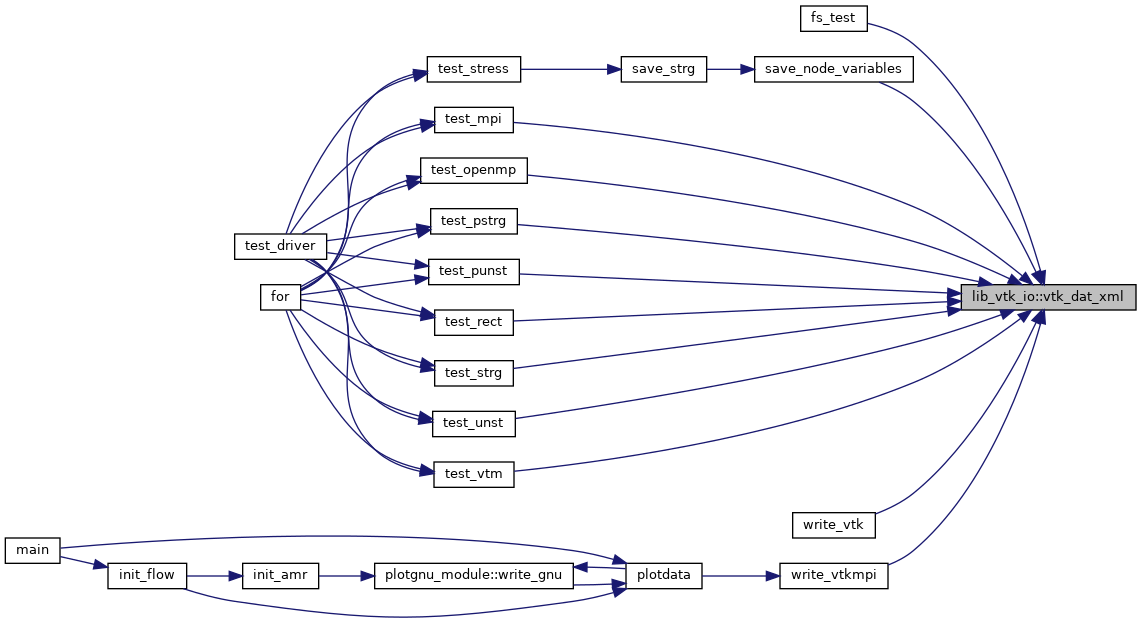 fs_test
test_stress
save_strg
save_node_variables
test_mpi
test_openmp
test_pstrg
test_driver
test_punst
for
lib_vtk_io::vtk_dat_xml
test_rect
test_strg
test_unst
test_vtm
write_vtk
main
init_flow
init_amr
plotgnu_module::write_gnu
plotdata
write_vtkmpi